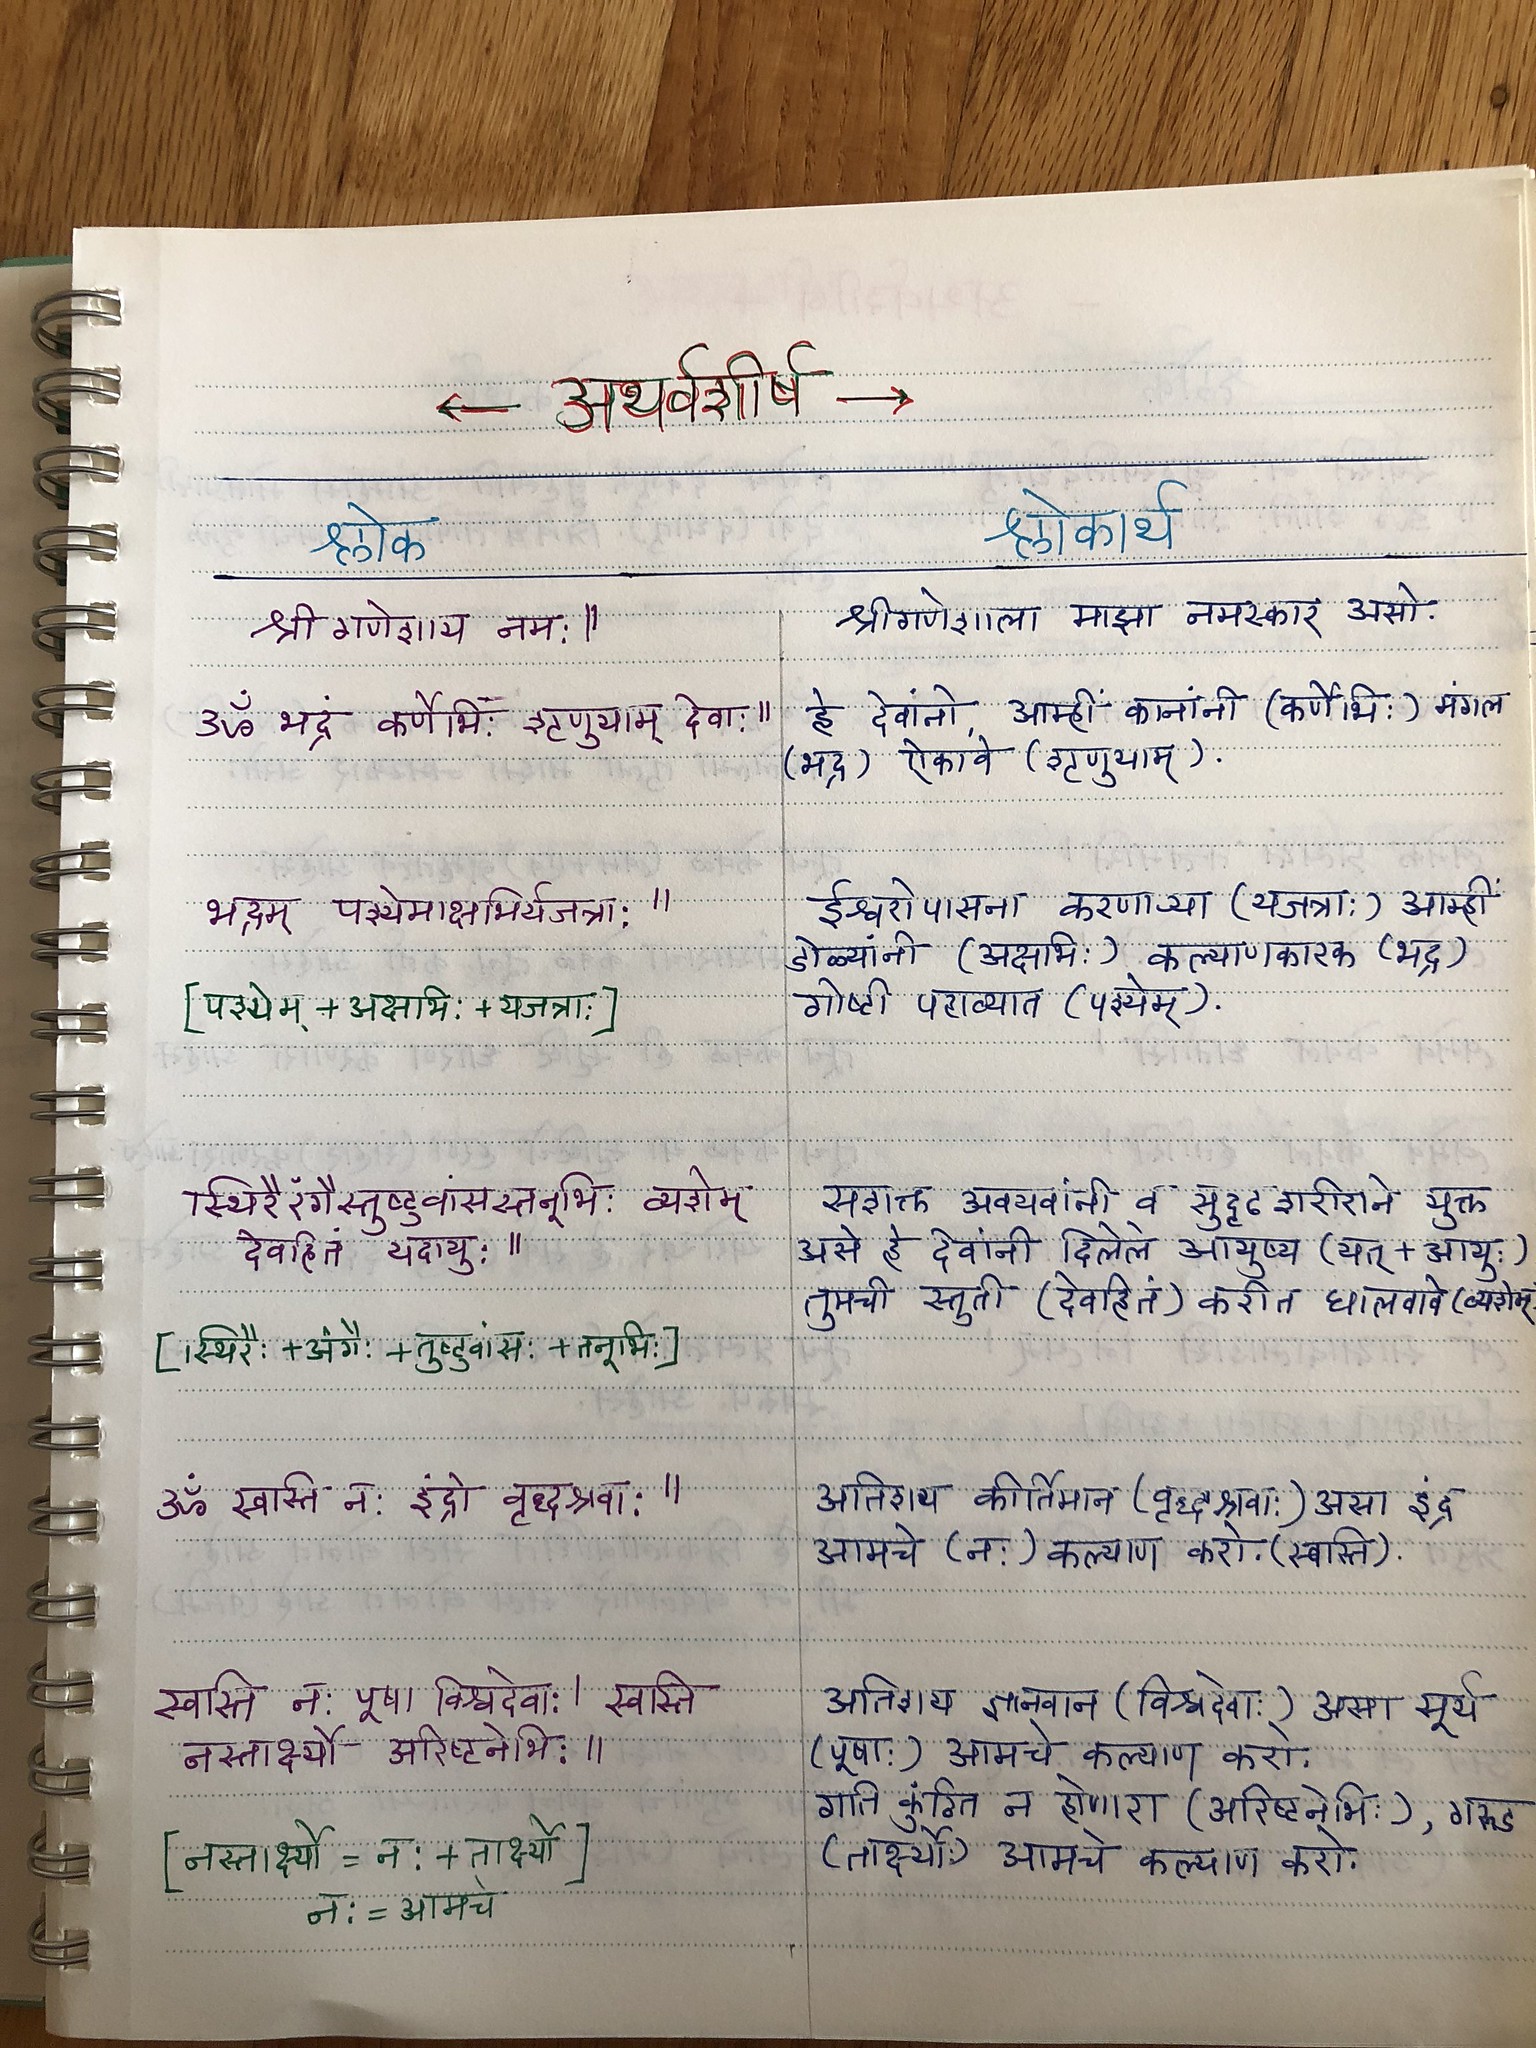 ← अथर्वशीर्ष →
श्लोक
श्लोकार्थ
श्री गणेशाय नमः ||
श्रीगणेशाला माझा नमस्कार असो.
ॐ भद्रं कर्णेभिः श्रृणुयाम् देवाः ||
हे देवांनो, आम्हीं कानांनी (कर्णेभिः) मंगल
(भद्र) ऐकावे (श्रृणुयाम्).
भद्रम् पश्येमाक्षभिर्यजत्राः ||
[पश्येम् + अक्षभिः + यजत्राः]
ईश्वरोपासना करणाऱ्या (यजत्राः) आम्हीं
डोळ्यांनी (अक्षभिः) कल्याणकारक (भद्र)
गोष्टी पहाव्यात (पश्येम्).
स्थिरैरंगैस्तुष्टुवांसस्तनूभिः व्यशेम्
देवहितं यदायुः ||
[स्थिरैः + अंगैः + तुष्टुवांसः + तनूभिः]
सशक्त अवयवांनी व सुदृढ शरीराने युक्त
असे हे देवांनी दिलेले आयुष्य (यत् + आयुः)
तुमची स्तुती (देवहितं) करीत घालवावे (व्यशेम्)
ॐ स्वास्ति नः इंद्रो वृद्धश्रवाः ||
अतिशय कीर्तिमान (वृद्धश्रवाः) असा इंद्र
आमचे (नः) कल्याण करो. (स्वास्ति).
स्वास्ति नः पूषा विश्वदेवाः | स्वास्ति
नस्तार्क्ष्यो अरिष्टनेभिः ||
[नस्तार्क्ष्यो = नः + तार्क्ष्यो]
नः = आमचे
अतिशय ज्ञानवान (विश्वदेवाः) असा सूर्य
(पूषाः) आमचे कल्याण करो.
गति कुंठित न होणारा (अरिष्टनेभिः), गरूड
(तार्क्ष्योः) आमचे कल्याण करो.